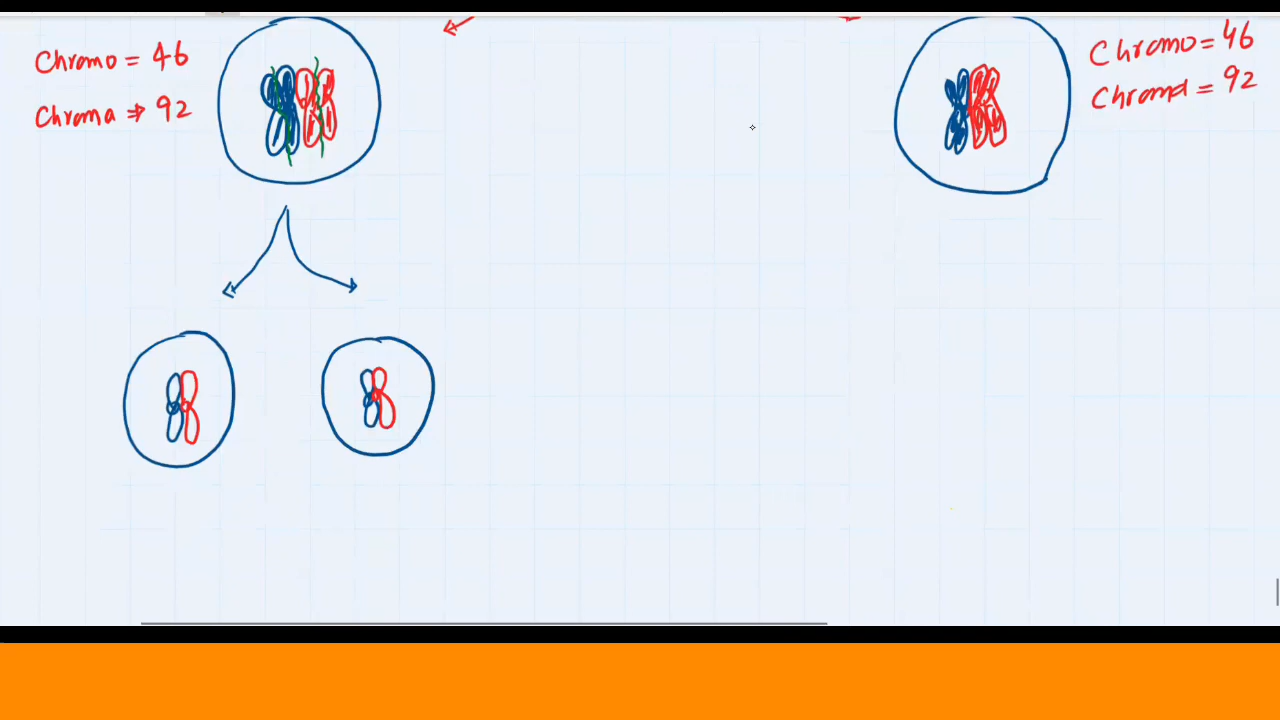 Chromo = 46
Chroma ⇒ 92
Chromo = 46
Chromd = 92